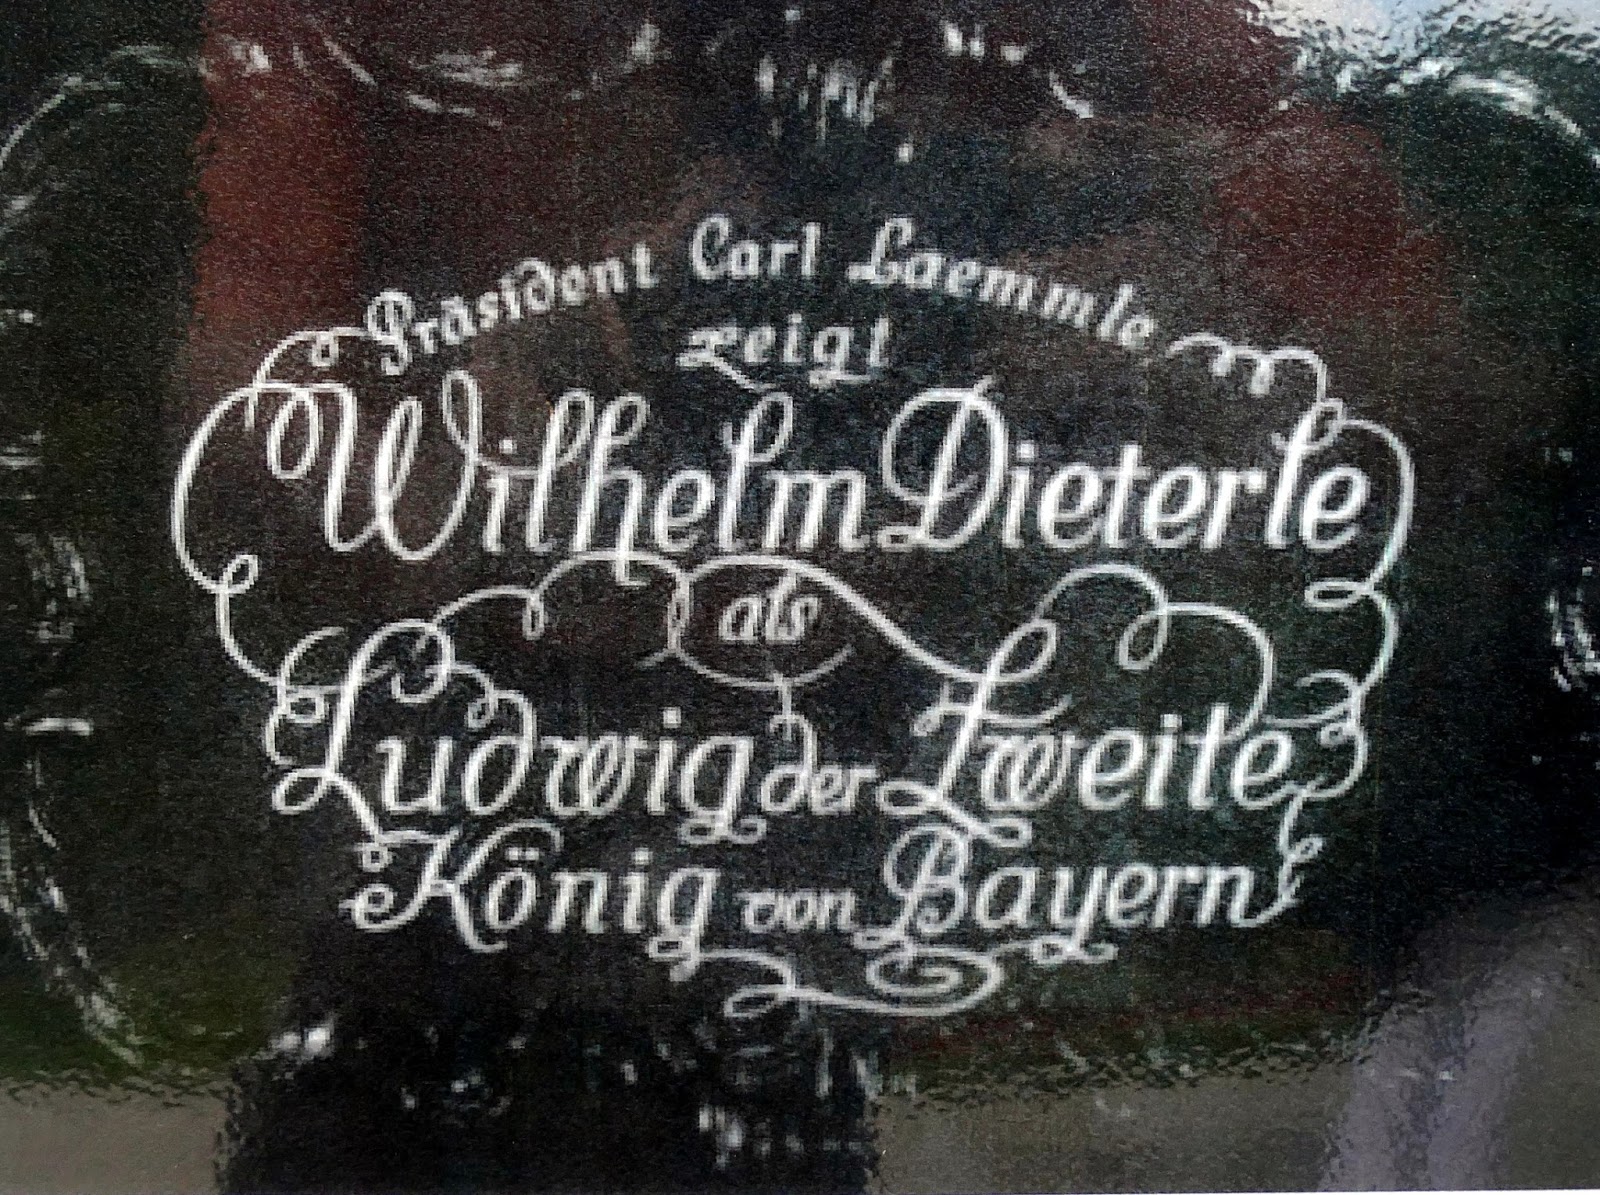 Präsident Carl Laemmle
zeigt
Wilhelm Dieterle
als
Ludwig der Zweite
König von Bayern